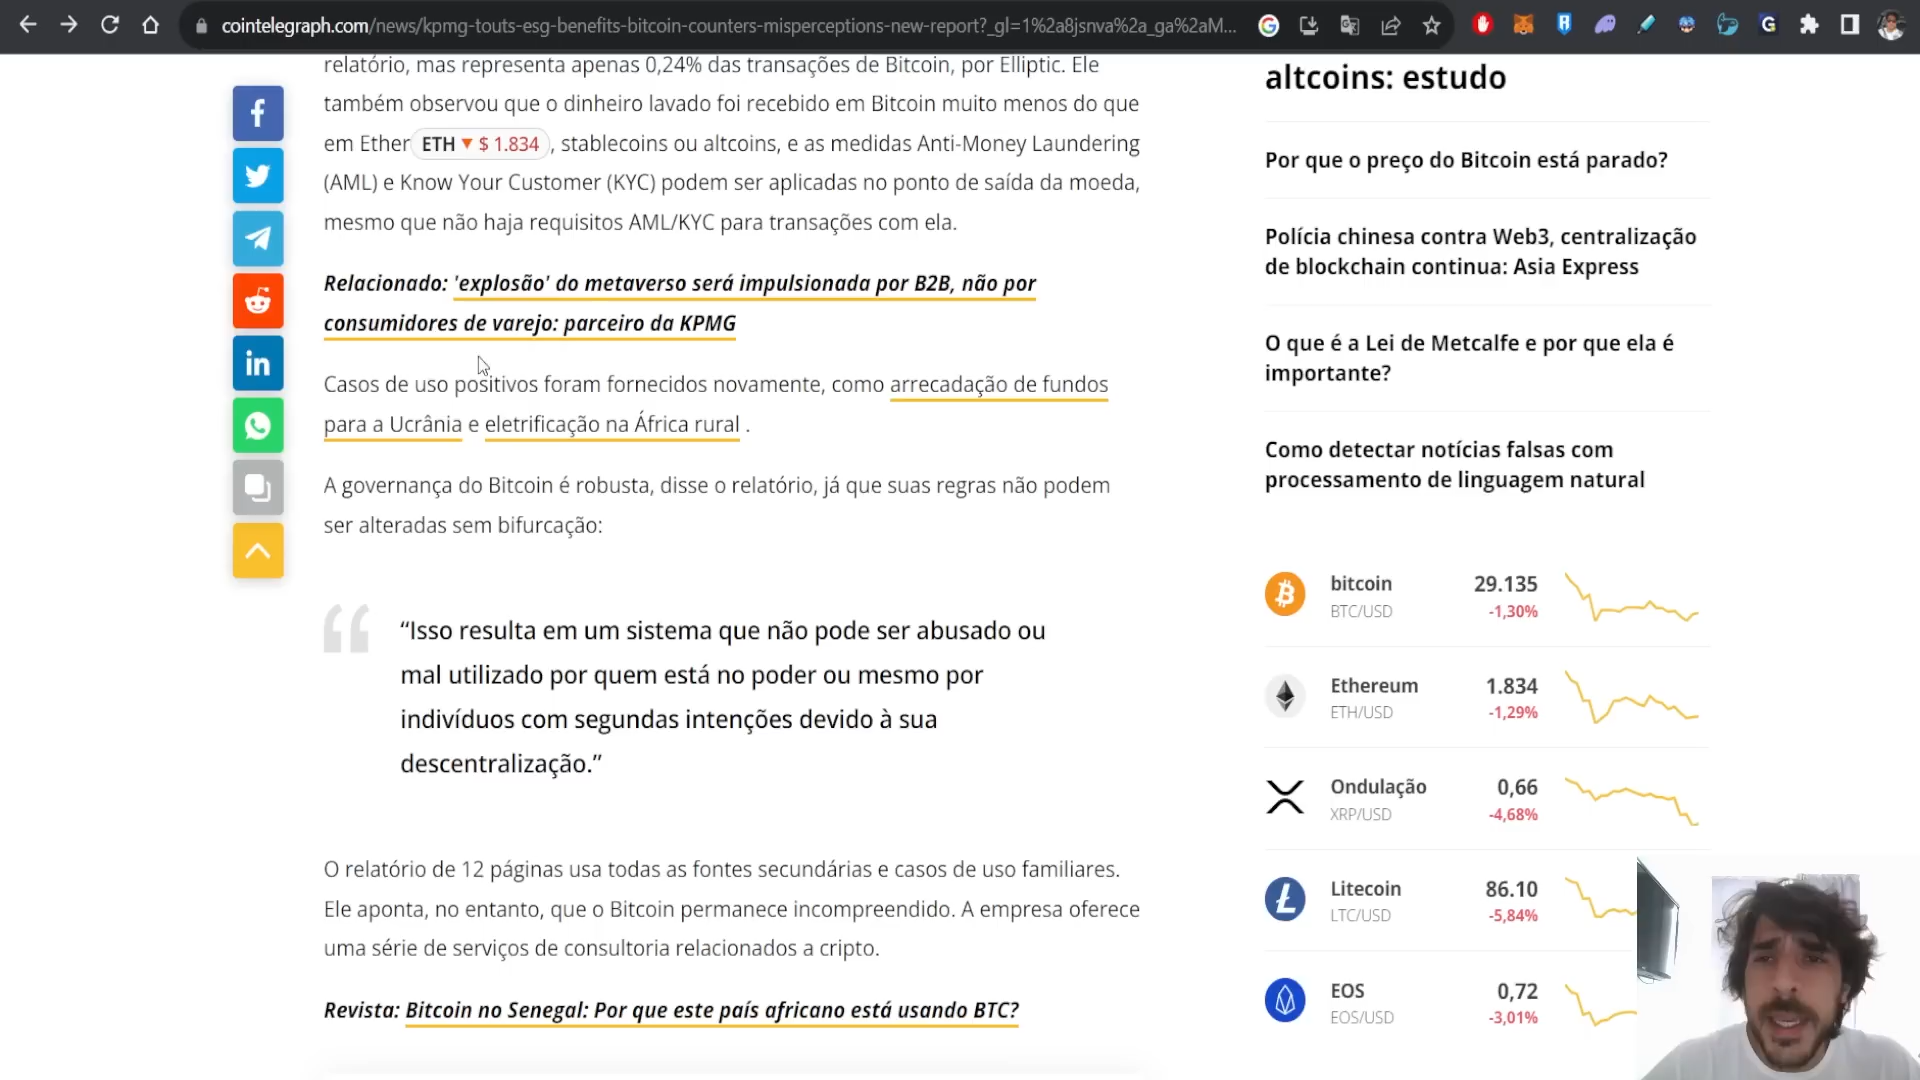 cointelegraph.com/news/kpmg-touts-esg-benefits-bitcoin-counters-misperceptions-new-report?_gl=1%2a8jsnva%2a_ga%2aM...
relatório, mas representa apenas 0,24% das transações de Bitcoin, por Elliptic. Ele
também observou que o dinheiro lavado foi recebido em Bitcoin muito menos do que
em Ether ETH ▼ $ 1.834 , stablecoins ou altcoins, e as medidas Anti-Money Laundering
(AML) e Know Your Customer (KYC) podem ser aplicadas no ponto de saída da moeda,
mesmo que não haja requisitos AML/KYC para transações com ela.
Relacionado: 'explosão' do metaverso será impulsionada por B2B, não por
consumidores de varejo: parceiro da KPMG
Casos de uso positivos foram fornecidos novamente, como arrecadação de fundos
para a Ucrânia e eletrificação na África rural .
A governança do Bitcoin é robusta, disse o relatório, já que suas regras não podem
ser alteradas sem bifurcação:
“Isso resulta em um sistema que não pode ser abusado ou
mal utilizado por quem está no poder ou mesmo por
indivíduos com segundas intenções devido à sua
descentralização.”
O relatório de 12 páginas usa todas as fontes secundárias e casos de uso familiares.
Ele aponta, no entanto, que o Bitcoin permanece incompreendido. A empresa oferece
uma série de serviços de consultoria relacionados a cripto.
Revista: Bitcoin no Senegal: Por que este país africano está usando BTC?
altcoins: estudo
Por que o preço do Bitcoin está parado?
Polícia chinesa contra Web3, centralização
de blockchain continua: Asia Express
O que é a Lei de Metcalfe e por que ela é
importante?
Como detectar notícias falsas com
processamento de linguagem natural
bitcoin 29.135
BTC/USD -1,30%
Ethereum 1.834
ETH/USD -1,29%
Ondulação 0,66
XRP/USD -4,68%
Litecoin 86.10
LTC/USD -5,84%
EOS 0,72
EOS/USD -3,01%